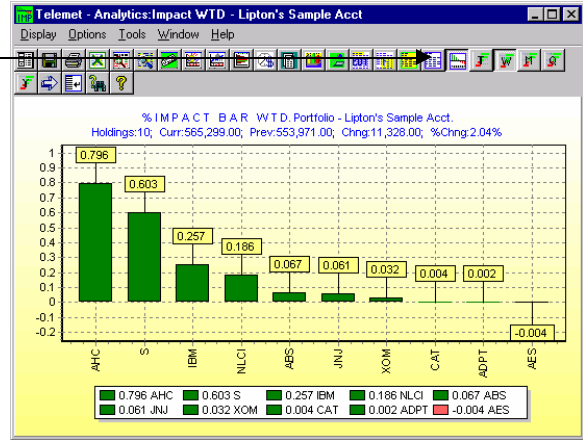 Telemet - Analytics:Impact WTD - Lipton's Sample Acct
Display Options Tools Window Help
% IMPACT BAR WTD. Portfolio - Lipton's Sample Acct.
Holdings:10; Curr:565,299.00; Prev:553,971.00; Chng:11,328.00; %Chng:2.04%
1
0.9
0.8
0.7
0.6
0.5
0.4
0.3
0.2
0.1
0
-0.1
-0.2
0.796
0.603
0.257
0.186
0.067
0.061
0.032
0.004
0.002
-0.004
AHC
S
IBM
NLCI
ABS
JNJ
XOM
CAT
ADPT
AES
0.796 AHC 0.603 S 0.257 IBM 0.186 NLCI 0.067 ABS
0.061 JNJ 0.032 XOM 0.004 CAT 0.002 ADPT -0.004 AES